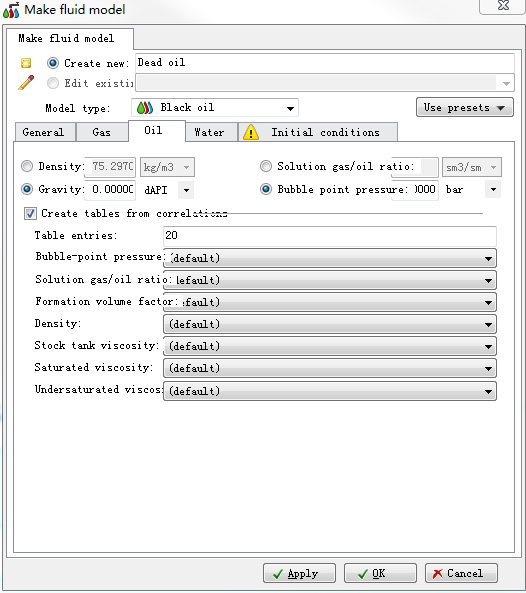 Make fluid model
Make fluid model
Create new: Dead oil
Edit existin
Model type: Black oil Use presets
General Gas Oil Water Initial conditions
Density: 75.2970 kg/m3 Solution gas/oil ratio: sm3/sm
Gravity: 0.0000 dAPI Bubble point pressure: 0000 bar
Create tables from correlations
Table entries: 20
Bubble-point pressure: (default)
Solution gas/oil ratio: (default)
Formation volume factor: (default)
Density: (default)
Stock tank viscosity: (default)
Saturated viscosity: (default)
Undersaturated viscos (default)
Apply OK Cancel